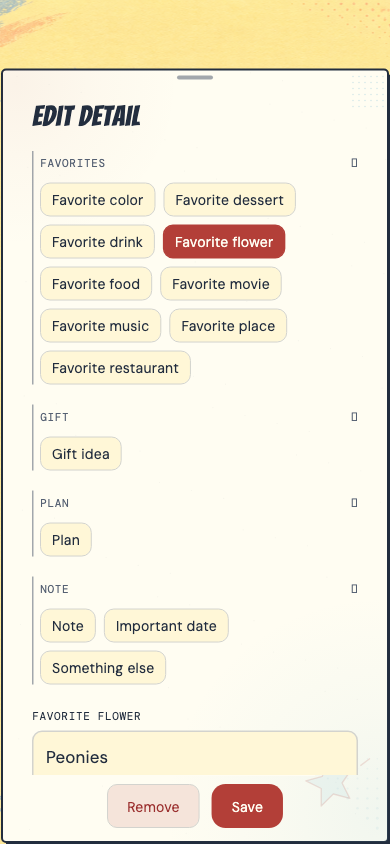 EDIT DETAIL
FAVORITES
Favorite color Favorite dessert
Favorite drink Favorite flower
Favorite food Favorite movie
Favorite music Favorite place
Favorite restaurant
GIFT
Gift idea
PLAN
Plan
NOTE
Note Important date
Something else
FAVORITE FLOWER
Peonies
Remove Save